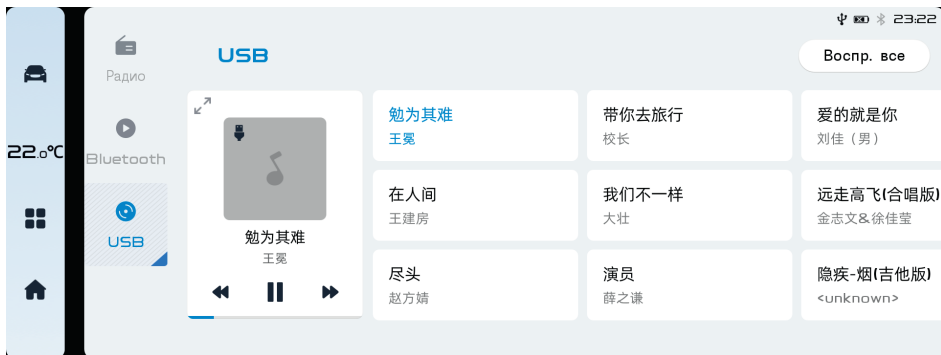 23:22
22.0℃
Радио
Bluetooth
USB
USB
Воспр. все
勉为其难
王冕
勉为其难
王冕
带你去旅行
校长
爱的就是你
刘佳（男）
在人间
王建房
我们不一样
大壮
远走高飞(合唱版)
金志文&徐佳莹
尽头
赵方婧
演员
薛之谦
隐疾-烟(吉他版)
<unknown>